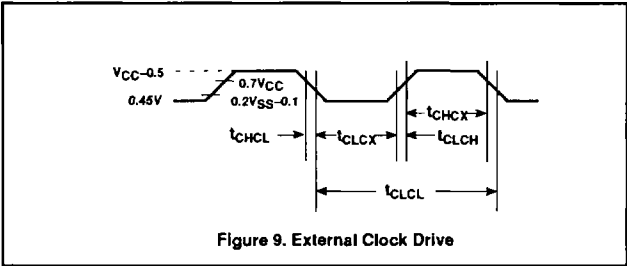 VCC–0.5
0.7VCC
0.45V
0.2VSS–0.1
tCHCX
tCHCL
tCLCX
tCLCH
tCLCL
Figure 9. External Clock Drive